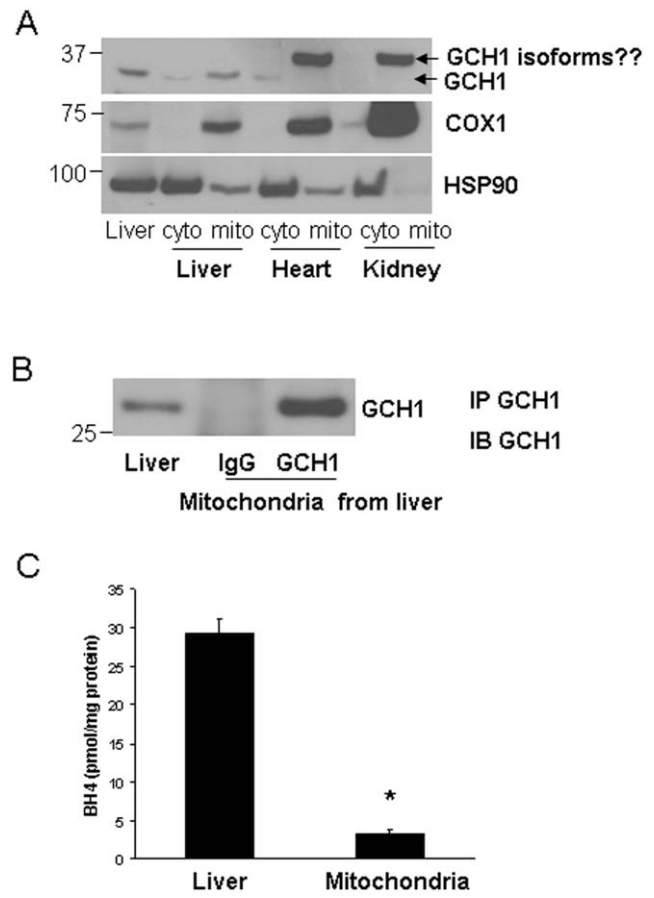 A
37
GCH1 isoforms??
GCH1
75
COX1
100
HSP90
Liver cyto mito cyto mito cyto mito
Liver Heart Kidney
B
GCH1
IP GCH1
25
IB GCH1
Liver IgG GCH1
Mitochondria from liver
C
BH4 (pmol/mg protein)
35
30
25
20
15
10
5
0
*
Liver Mitochondria